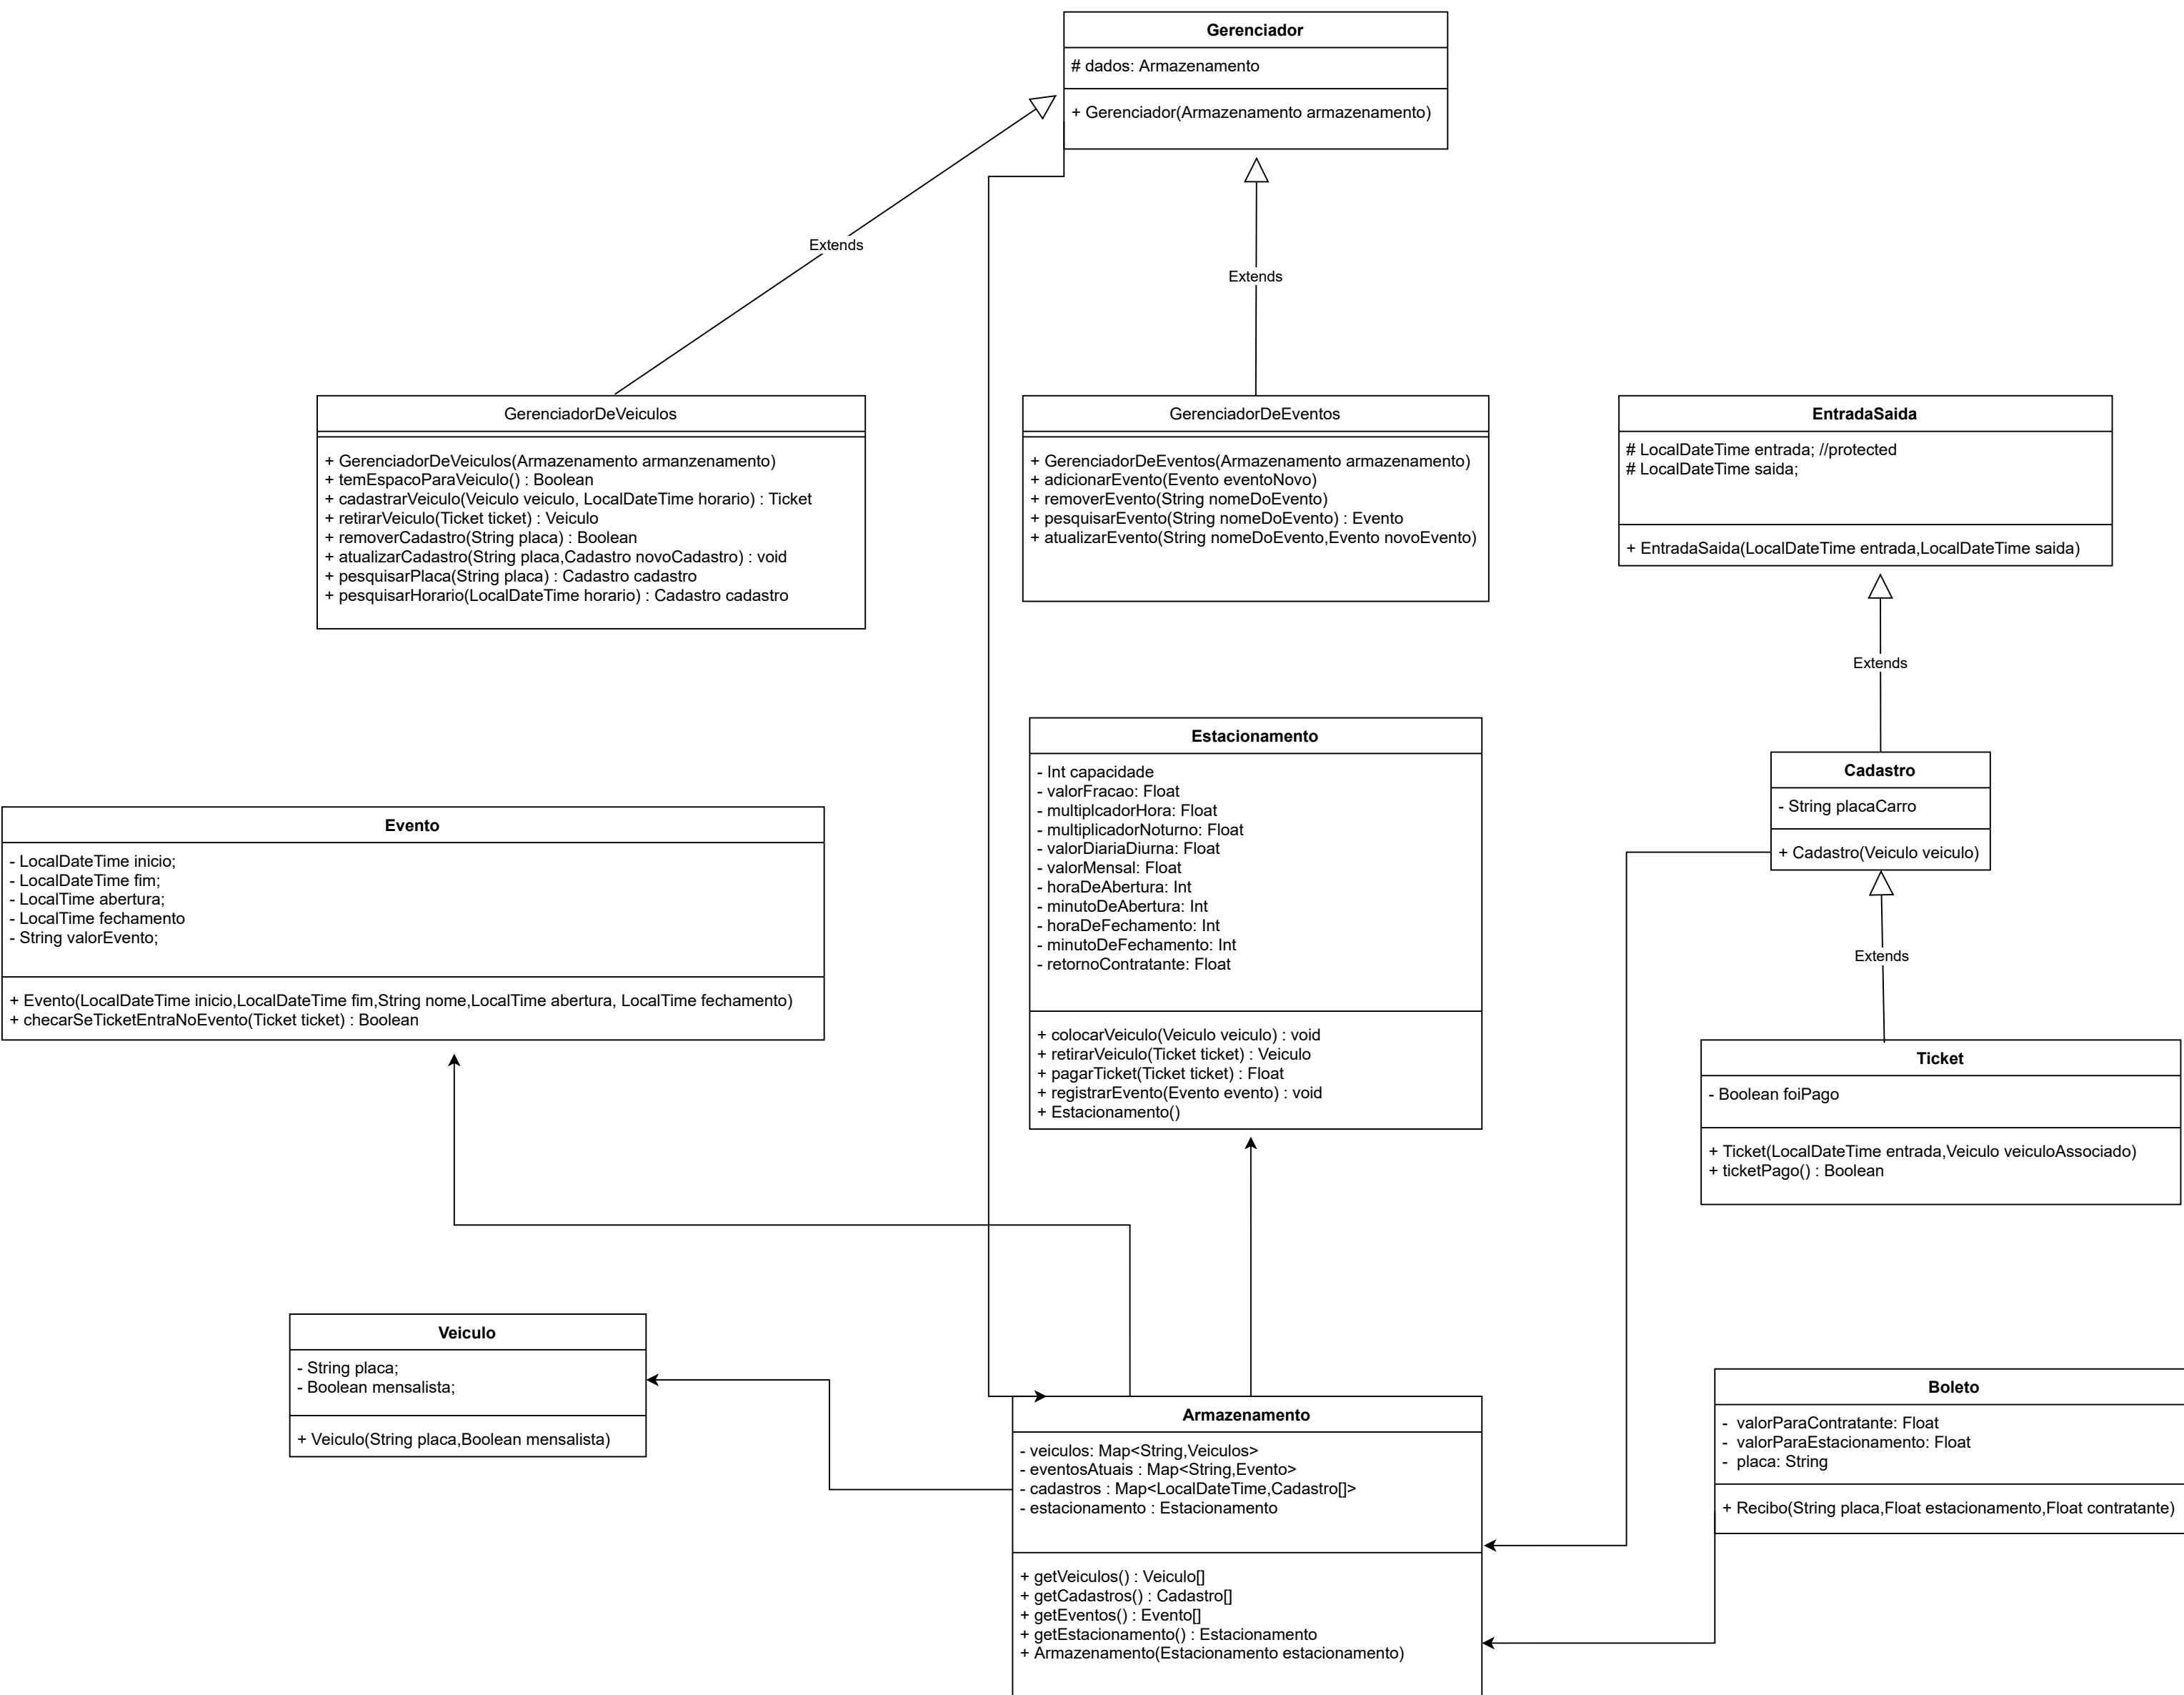 Gerenciador
# dados: Armazenamento
+ Gerenciador(Armazenamento armazenamento)
Extends
Extends
GerenciadorDeVeiculos
+ GerenciadorDeVeiculos(Armazenamento armanzenamento)
+ temEspacoParaVeiculo() : Boolean
+ cadastrarVeiculo(Veiculo veiculo, LocalDateTime horario) : Ticket
+ retirarVeiculo(Ticket ticket) : Veiculo
+ removerCadastro(String placa) : Boolean
+ atualizarCadastro(String placa,Cadastro novoCadastro) : void
+ pesquisarPlaca(String placa) : Cadastro cadastro
+ pesquisarHorario(LocalDateTime horario) : Cadastro cadastro
GerenciadorDeEventos
+ GerenciadorDeEventos(Armazenamento armazenamento)
+ adicionarEvento(Evento eventoNovo)
+ removerEvento(String nomeDoEvento)
+ pesquisarEvento(String nomeDoEvento) : Evento
+ atualizarEvento(String nomeDoEvento,Evento novoEvento)
EntradaSaida
# LocalDateTime entrada; //protected
# LocalDateTime saida;
+ EntradaSaida(LocalDateTime entrada,LocalDateTime saida)
Extends
Estacionamento
- Int capacidade
- valorFracao: Float
- multiplcadorHora: Float
- multiplicadorNoturno: Float
- valorDiariaDiurna: Float
- valorMensal: Float
- horaDeAbertura: Int
- minutoDeAbertura: Int
- horaDeFechamento: Int
- minutoDeFechamento: Int
- retornoContratante: Float
+ colocarVeiculo(Veiculo veiculo) : void
+ retirarVeiculo(Ticket ticket) : Veiculo
+ pagarTicket(Ticket ticket) : Float
+ registrarEvento(Evento evento) : void
+ Estacionamento()
Cadastro
- String placaCarro
+ Cadastro(Veiculo veiculo)
Extends
Evento
- LocalDateTime inicio;
- LocalDateTime fim;
- LocalTime abertura;
- LocalTime fechamento
- String valorEvento;
+ Evento(LocalDateTime inicio,LocalDateTime fim,String nome,LocalTime abertura, LocalTime fechamento)
+ checarSeTicketEntraNoEvento(Ticket ticket) : Boolean
Ticket
- Boolean foiPago
+ Ticket(LocalDateTime entrada,Veiculo veiculoAssociado)
+ ticketPago() : Boolean
Veiculo
- String placa;
- Boolean mensalista;
+ Veiculo(String placa,Boolean mensalista)
Armazenamento
- veiculos: Map<String,Veiculos>
- eventosAtuais : Map<String,Evento>
- cadastros : Map<LocalDateTime,Cadastro[]>
- estacionamento : Estacionamento
+ getVeiculos() : Veiculo[]
+ getCadastros() : Cadastro[]
+ getEventos() : Evento[]
+ getEstacionamento() : Estacionamento
+ Armazenamento(Estacionamento estacionamento)
Boleto
- valorParaContratante: Float
- valorParaEstacionamento: Float
- placa: String
+ Recibo(String placa,Float estacionamento,Float contratante)